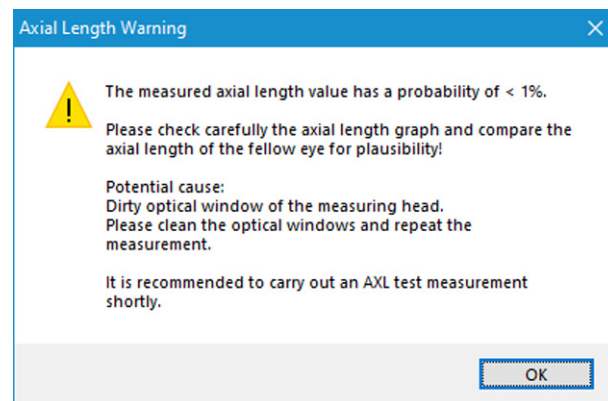 Axial Length Warning
The measured axial length value has a probability of < 1%.
Please check carefully the axial length graph and compare the
axial length of the fellow eye for plausibility!
Potential cause:
Dirty optical window of the measuring head.
Please clean the optical windows and repeat the
measurement.
It is recommended to carry out an AXL test measurement
shortly.
OK